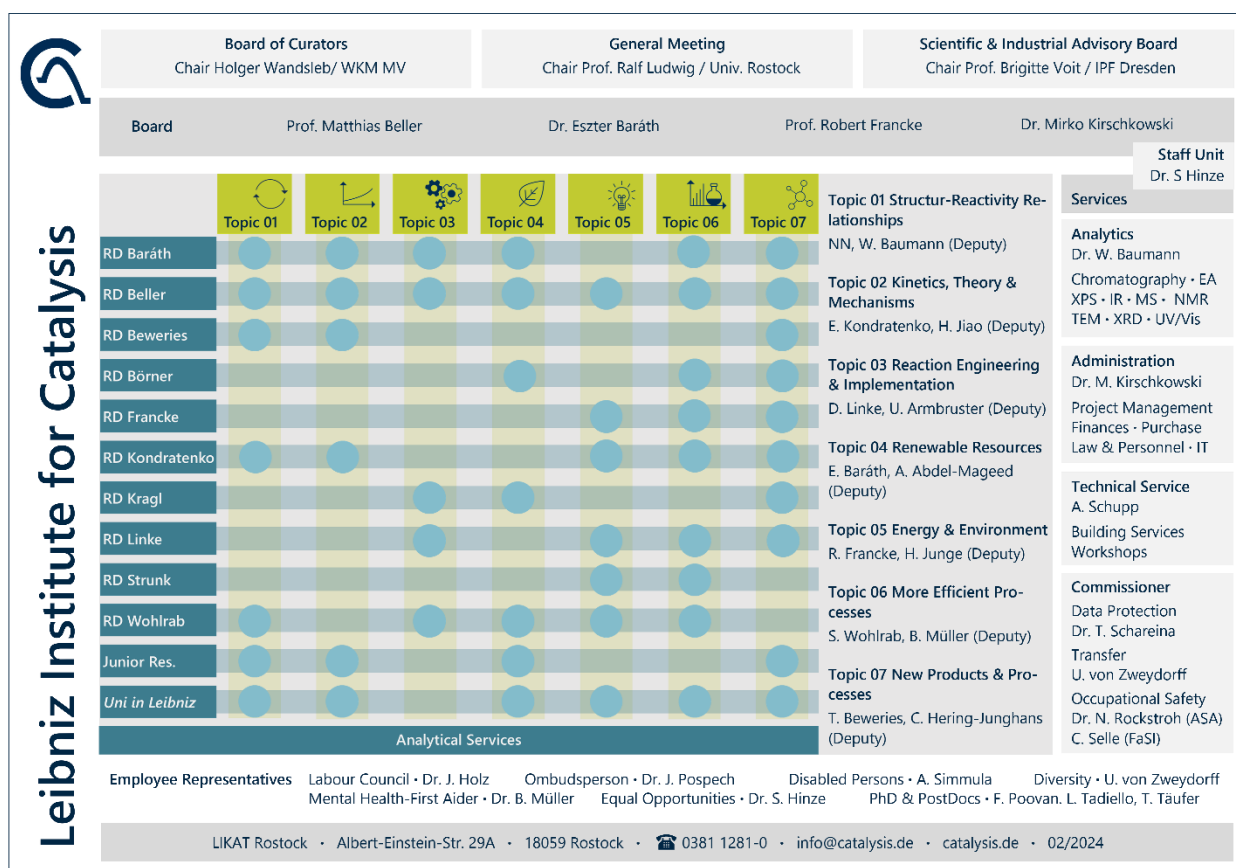 Leibniz Institute for Catalysis
Board of Curators
Chair Holger Wandsleb/ WKM MV
General Meeting
Chair Prof. Ralf Ludwig / Univ. Rostock
Scientific & Industrial Advisory Board
Chair Prof. Brigitte Voit / IPF Dresden
Board
Prof. Matthias Beller
Dr. Eszter Baráth
Prof. Robert Francke
Dr. Mirko Kirschkowski
Staff Unit
Dr. S Hinze
Topic 01
Topic 02
Topic 03
Topic 04
Topic 05
Topic 06
Topic 07
RD Baráth
RD Beller
RD Beweries
RD Börner
RD Francke
RD Kondratenko
RD Kragl
RD Linke
RD Strunk
RD Wohlrab
Junior Res.
Uni in Leibniz
Analytical Services
Topic 01 Structur-Reactivity Re-
lationships
NN, W. Baumann (Deputy)
Topic 02 Kinetics, Theory &
Mechanisms
E. Kondratenko, H. Jiao (Deputy)
Topic 03 Reaction Engineering
& Implementation
D. Linke, U. Armbruster (Deputy)
Topic 04 Renewable Resources
E. Baráth, A. Abdel-Mageed
(Deputy)
Topic 05 Energy & Environment
R. Francke, H. Junge (Deputy)
Topic 06 More Efficient Pro-
cesses
S. Wohlrab, B. Müller (Deputy)
Topic 07 New Products & Pro-
cesses
T. Beweries, C. Hering-Junghans
(Deputy)
Services
Analytics
Dr. W. Baumann
Chromatography • EA
XPS • IR • MS • NMR
TEM • XRD • UV/Vis
Administration
Dr. M. Kirschkowski
Project Management
Finances • Purchase
Law & Personnel • IT
Technical Service
A. Schupp
Building Services
Workshops
Commissioner
Data Protection
Dr. T. Schareina
Transfer
U. von Zweydorff
Occupational Safety
Dr. N. Rockstroh (ASA)
C. Selle (FaSI)
Employee Representatives
Labour Council • Dr. J. Holz
Ombudsperson • Dr. J. Pospech
Disabled Persons • A. Simmula
Diversity • U. von Zweydorff
Mental Health-First Aider • Dr. B. Müller
Equal Opportunities • Dr. S. Hinze
PhD & PostDocs • F. Poovan. L. Tadiello, T. Täufer
LIKAT Rostock • Albert-Einstein-Str. 29A • 18059 Rostock • ☎ 0381 1281-0 • info@catalysis.de • catalysis.de • 02/2024